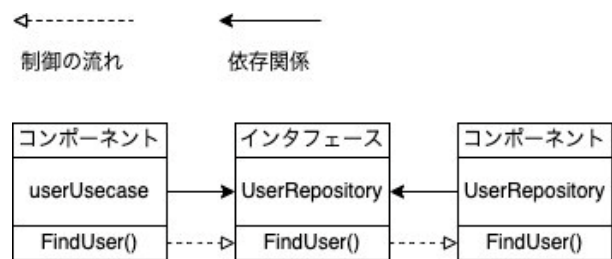 制御の流れ
依存関係
コンポーネント
インタフェース
コンポーネント
userUsecase
UserRepository
UserRepository
FindUser()
FindUser()
FindUser()